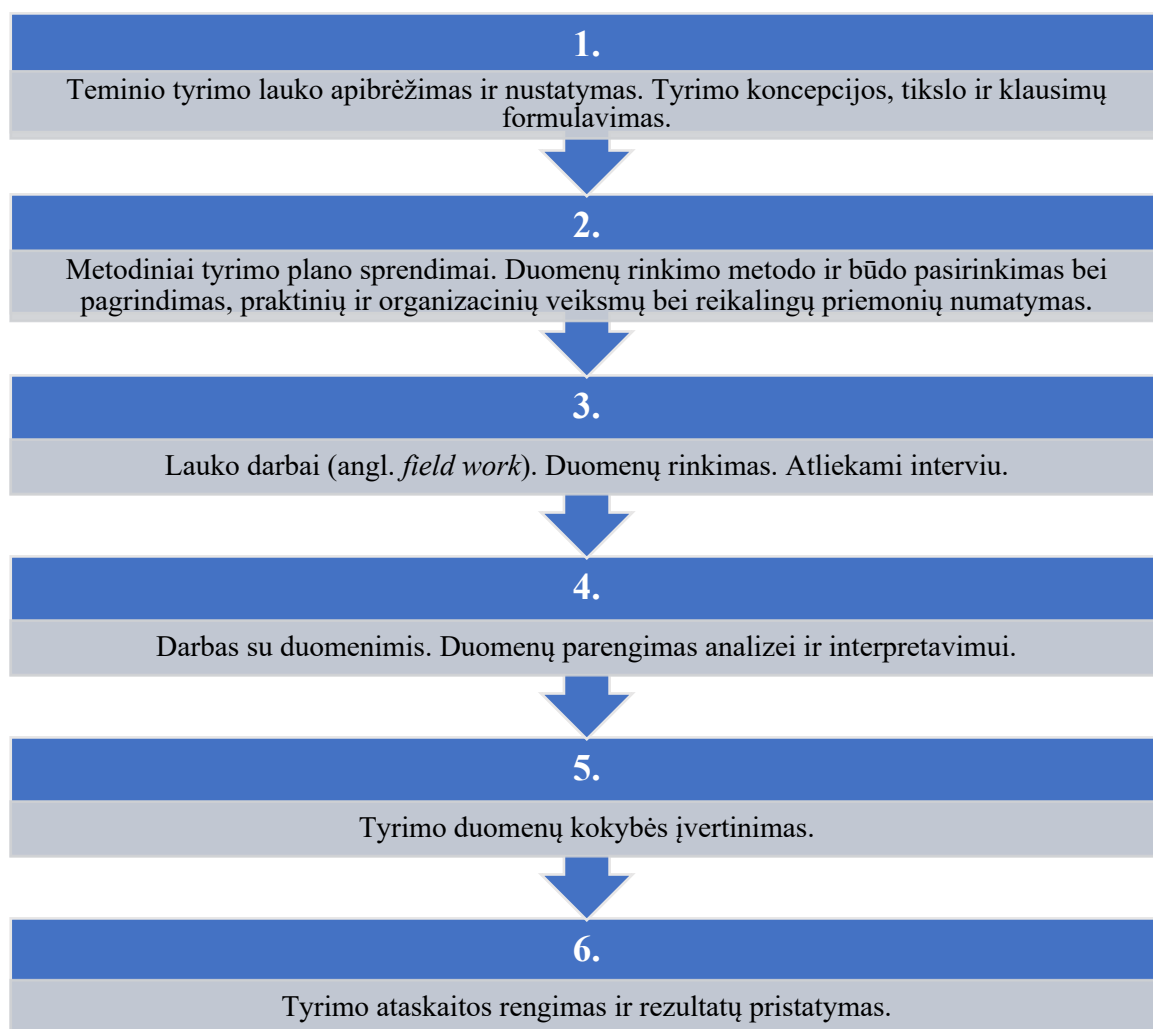 1.
Teminio tyrimo lauko apibrėžimas ir nustatymas. Tyrimo koncepcijos, tikslo ir klausimų
formulavimas.
2.
Metodiniai tyrimo plano sprendimai. Duomenų rinkimo metodo ir būdo pasirinkimas bei
pagrindimas, praktinių ir organizacinių veiksmų bei reikalingų priemonių numatymas.
3.
Lauko darbai (angl. field work). Duomenų rinkimas. Atliekami interviu.
4.
Darbas su duomenimis. Duomenų parengimas analizei ir interpretavimui.
5.
Tyrimo duomenų kokybės įvertinimas.
6.
Tyrimo ataskaitos rengimas ir rezultatų pristatymas.